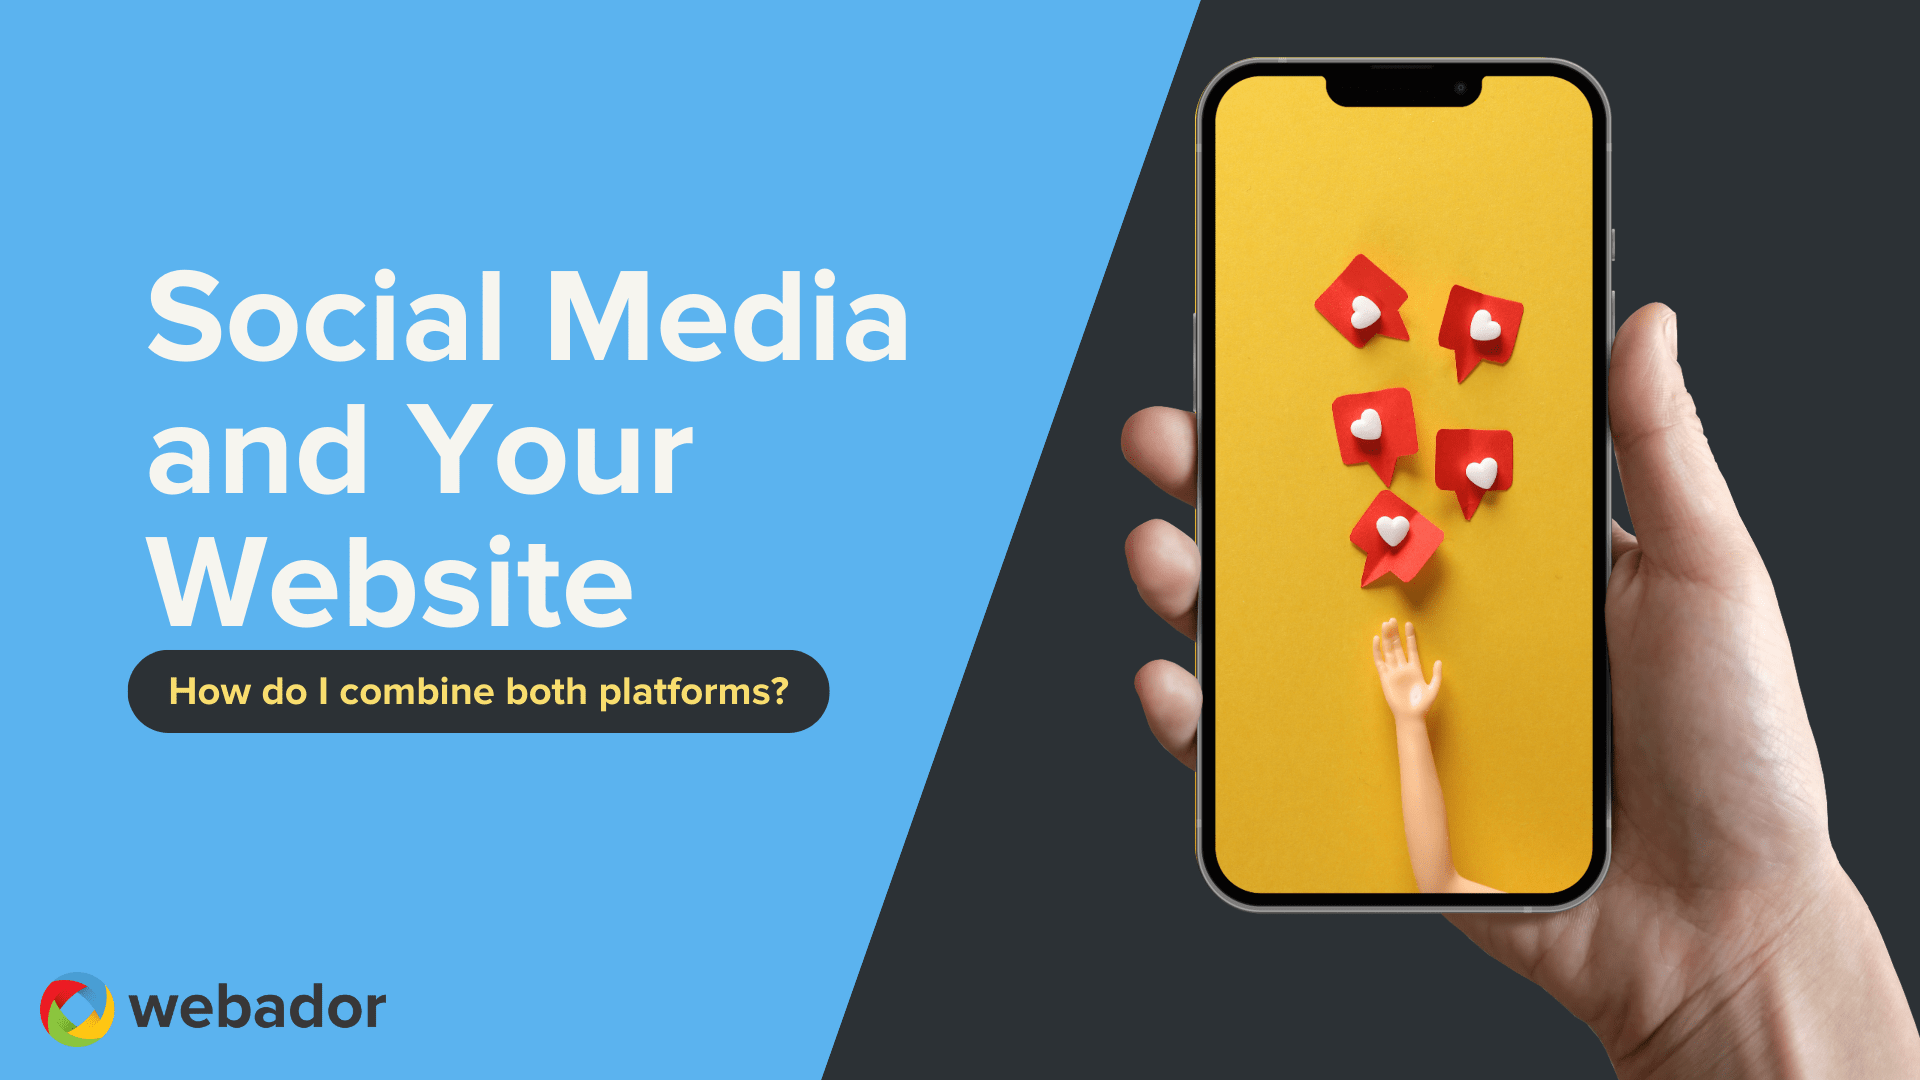 Social Media
and Your
Website
How do I combine both platforms?
webador